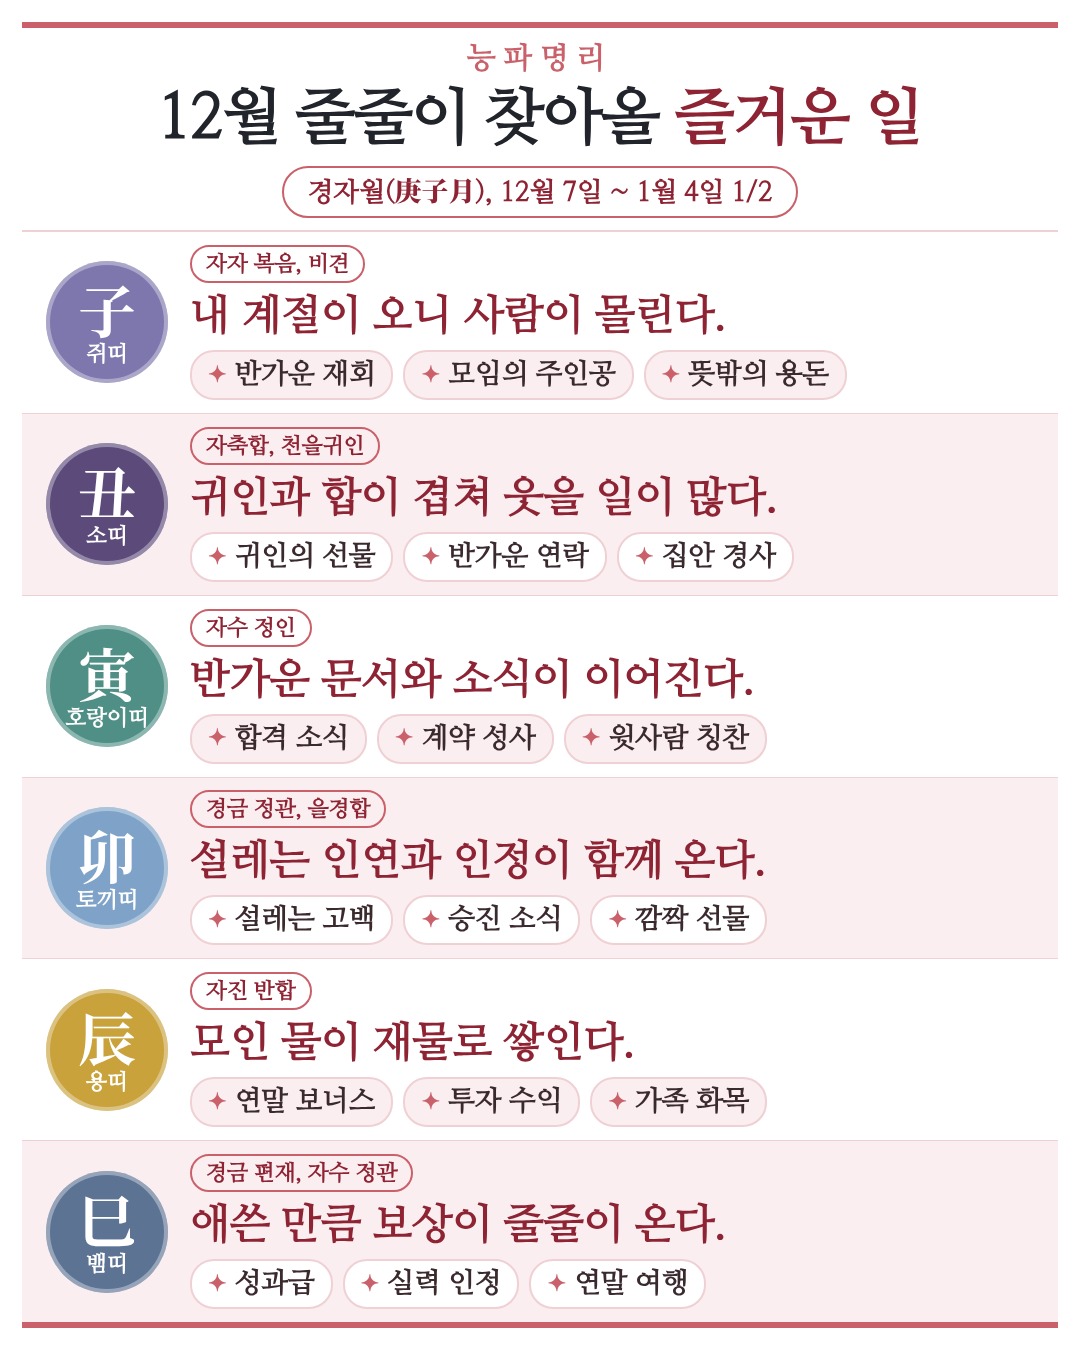 능파명리
12월 줄줄이 찾아올 즐거운 일
경자월(庚子月), 12월 7일 ~ 1월 4일 1/2
자자 복음, 비견
子
쥐띠
내 계절이 오니 사람이 몰린다.
✦ 반가운 재회 ✦ 모임의 주인공 ✦ 뜻밖의 용돈
자축합, 천을귀인
丑
소띠
귀인과 합이 겹쳐 웃을 일이 많다.
✦ 귀인의 선물 ✦ 반가운 연락 ✦ 집안 경사
자수 정인
寅
호랑이띠
반가운 문서와 소식이 이어진다.
✦ 합격 소식 ✦ 계약 성사 ✦ 윗사람 칭찬
경금 정관, 을경합
卯
토끼띠
설레는 인연과 인정이 함께 온다.
✦ 설레는 고백 ✦ 승진 소식 ✦ 깜짝 선물
자진 반합
辰
용띠
모인 물이 재물로 쌓인다.
✦ 연말 보너스 ✦ 투자 수익 ✦ 가족 화목
경금 편재, 자수 정관
巳
뱀띠
애쓴 만큼 보상이 줄줄이 온다.
✦ 성과급 ✦ 실력 인정 ✦ 연말 여행